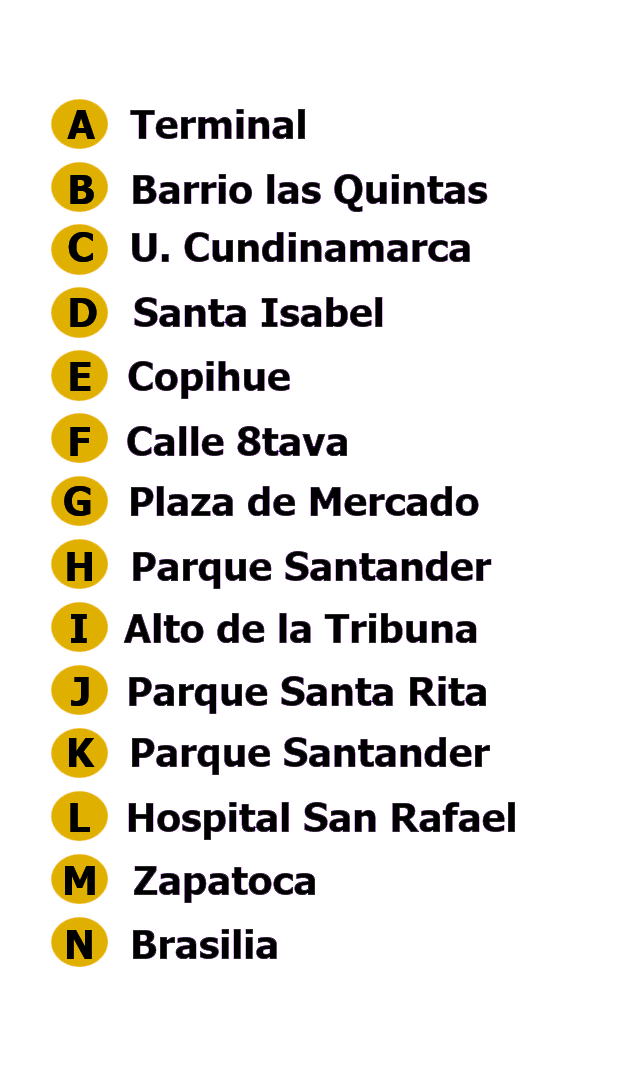 A Terminal
B Barrio las Quintas
C U. Cundinamarca
D Santa Isabel
E Copihue
F Calle 8tava
G Plaza de Mercado
H Parque Santander
I Alto de la Tribuna
J Parque Santa Rita
K Parque Santander
L Hospital San Rafael
M Zapatoca
N Brasilia